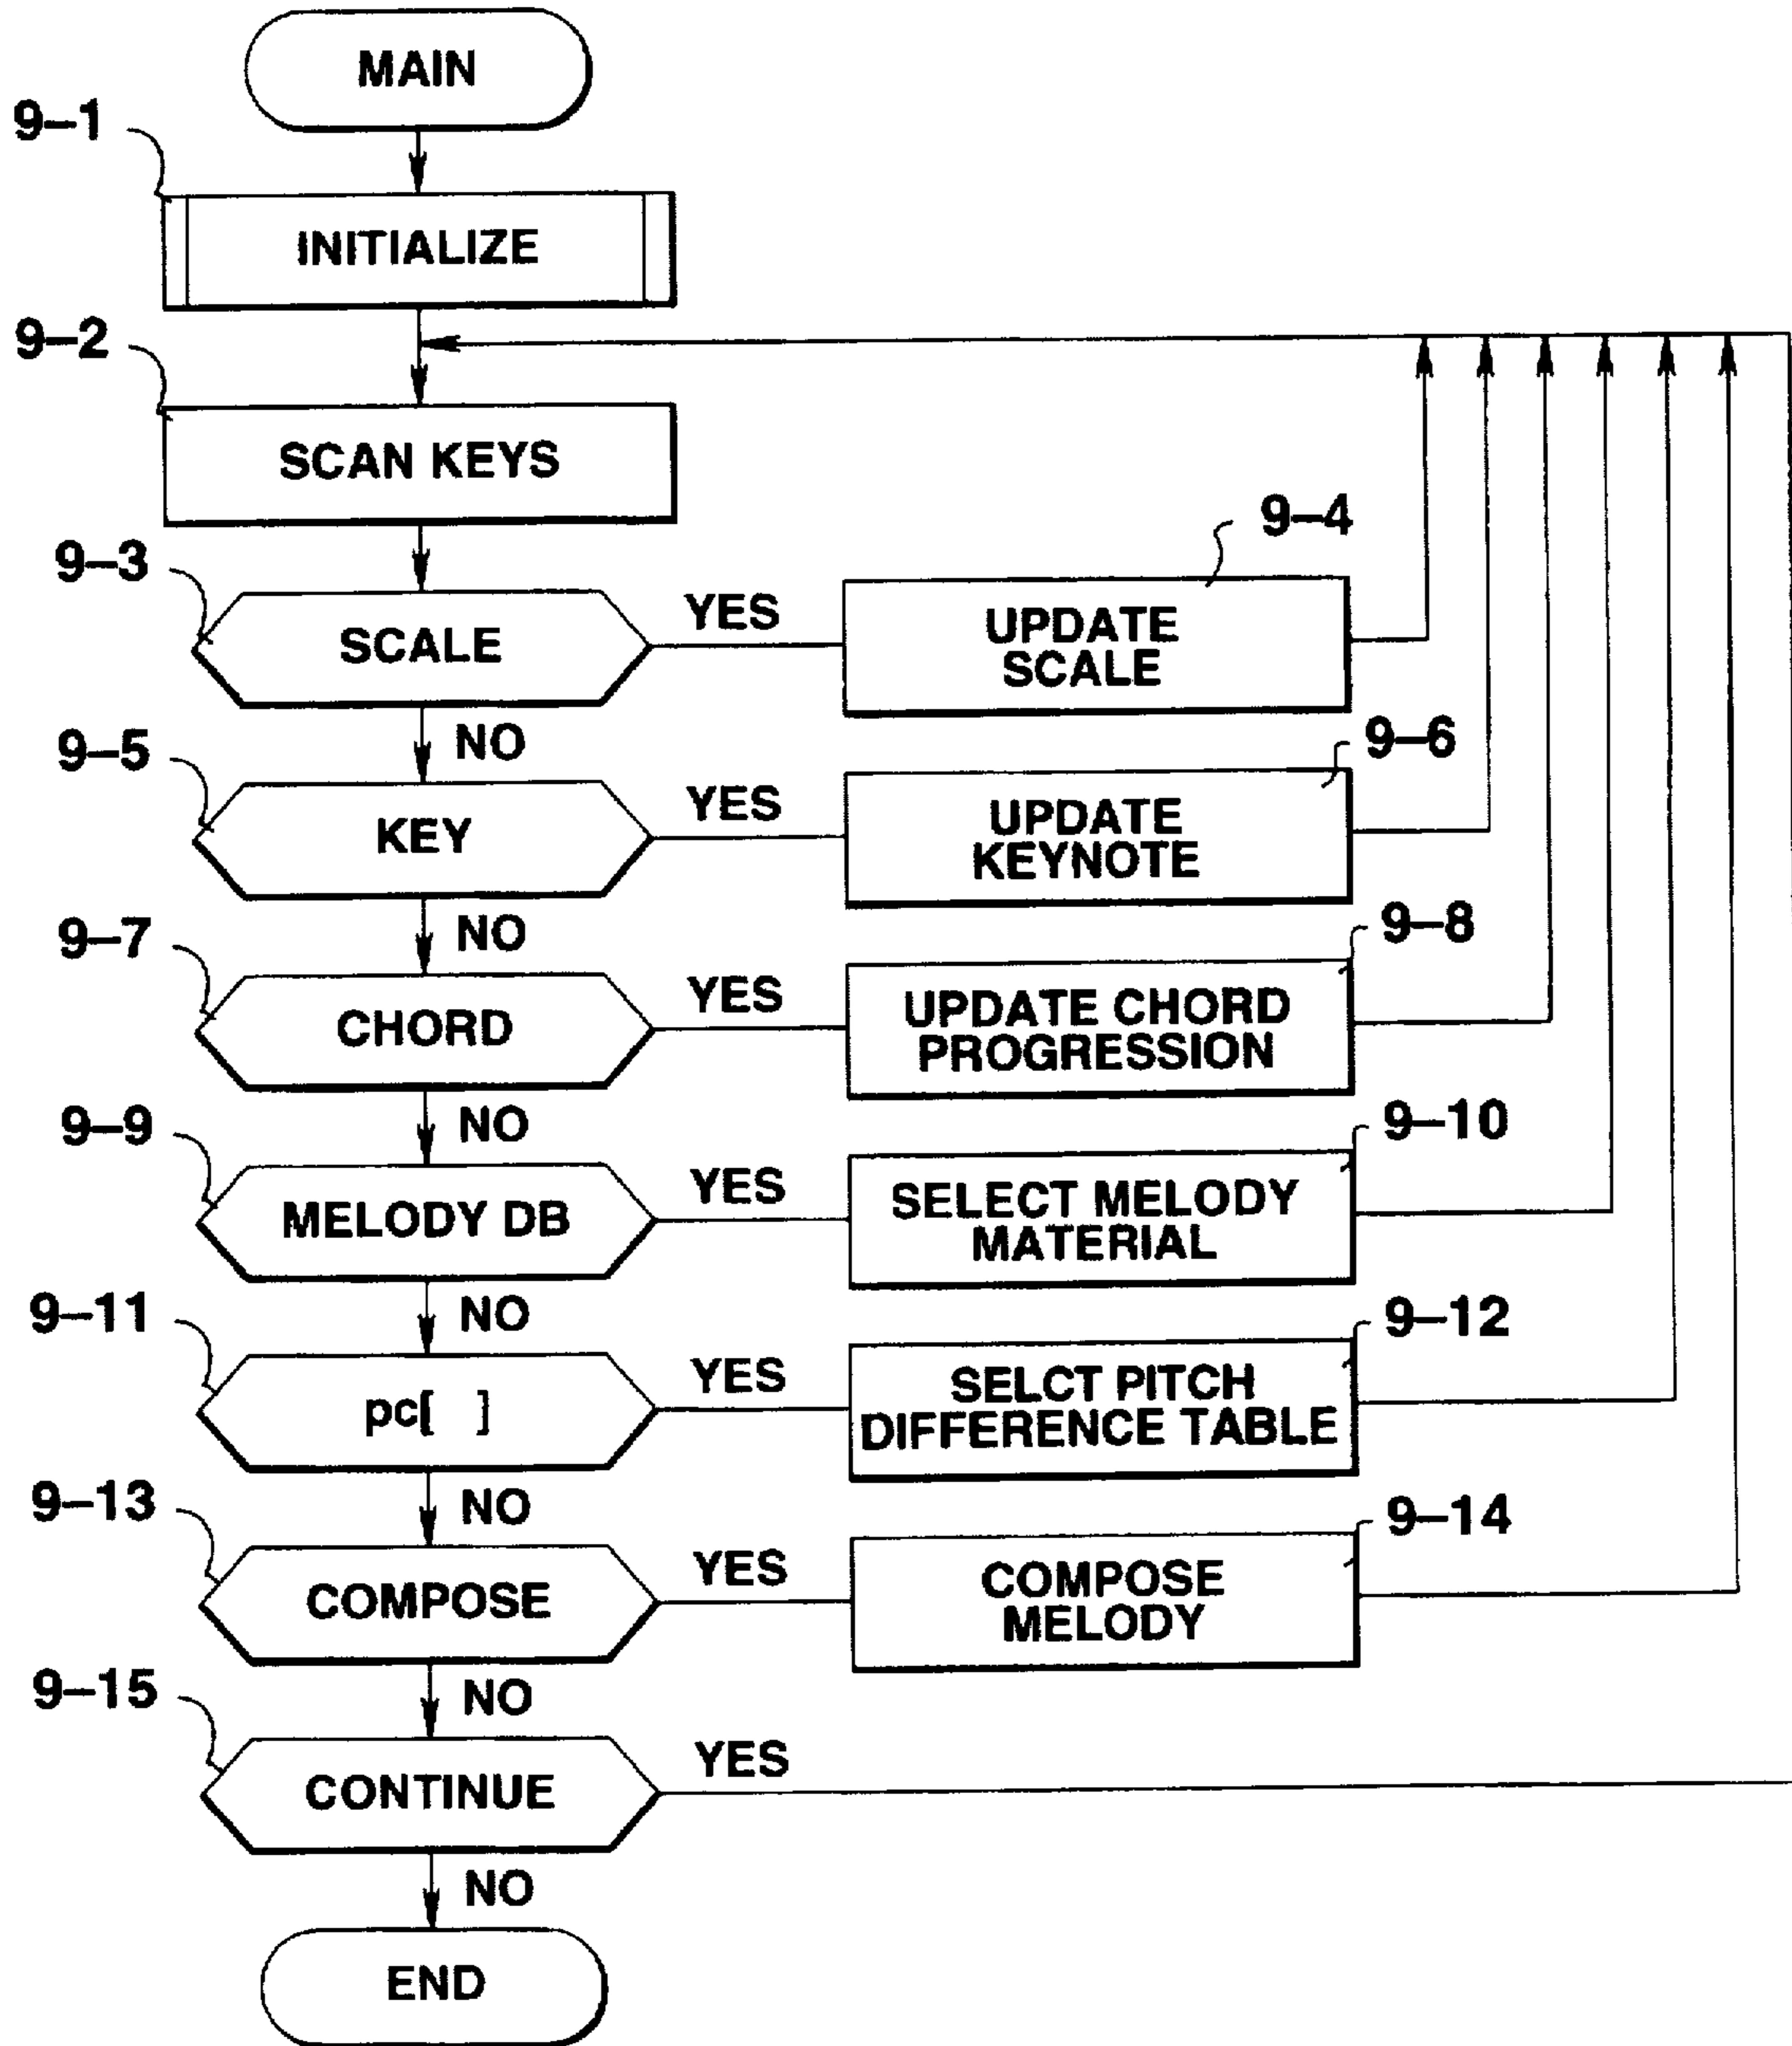 MAIN
9–1
INITIALIZE
9–2
SCAN KEYS
9–3
SCALE
YES
9–4
UPDATE
SCALE
NO
9–5
KEY
YES
9–6
UPDATE
KEYNOTE
NO
9–7
CHORD
YES
9–8
UPDATE CHORD
PROGRESSION
NO
9–9
MELODY DB
YES
9–10
SELECT MELODY
MATERIAL
NO
9–11
pc[ ]
YES
9–12
SELCT PITCH
DIFFERENCE TABLE
NO
9–13
COMPOSE
YES
9–14
COMPOSE
MELODY
NO
9–15
CONTINUE
YES
NO
END